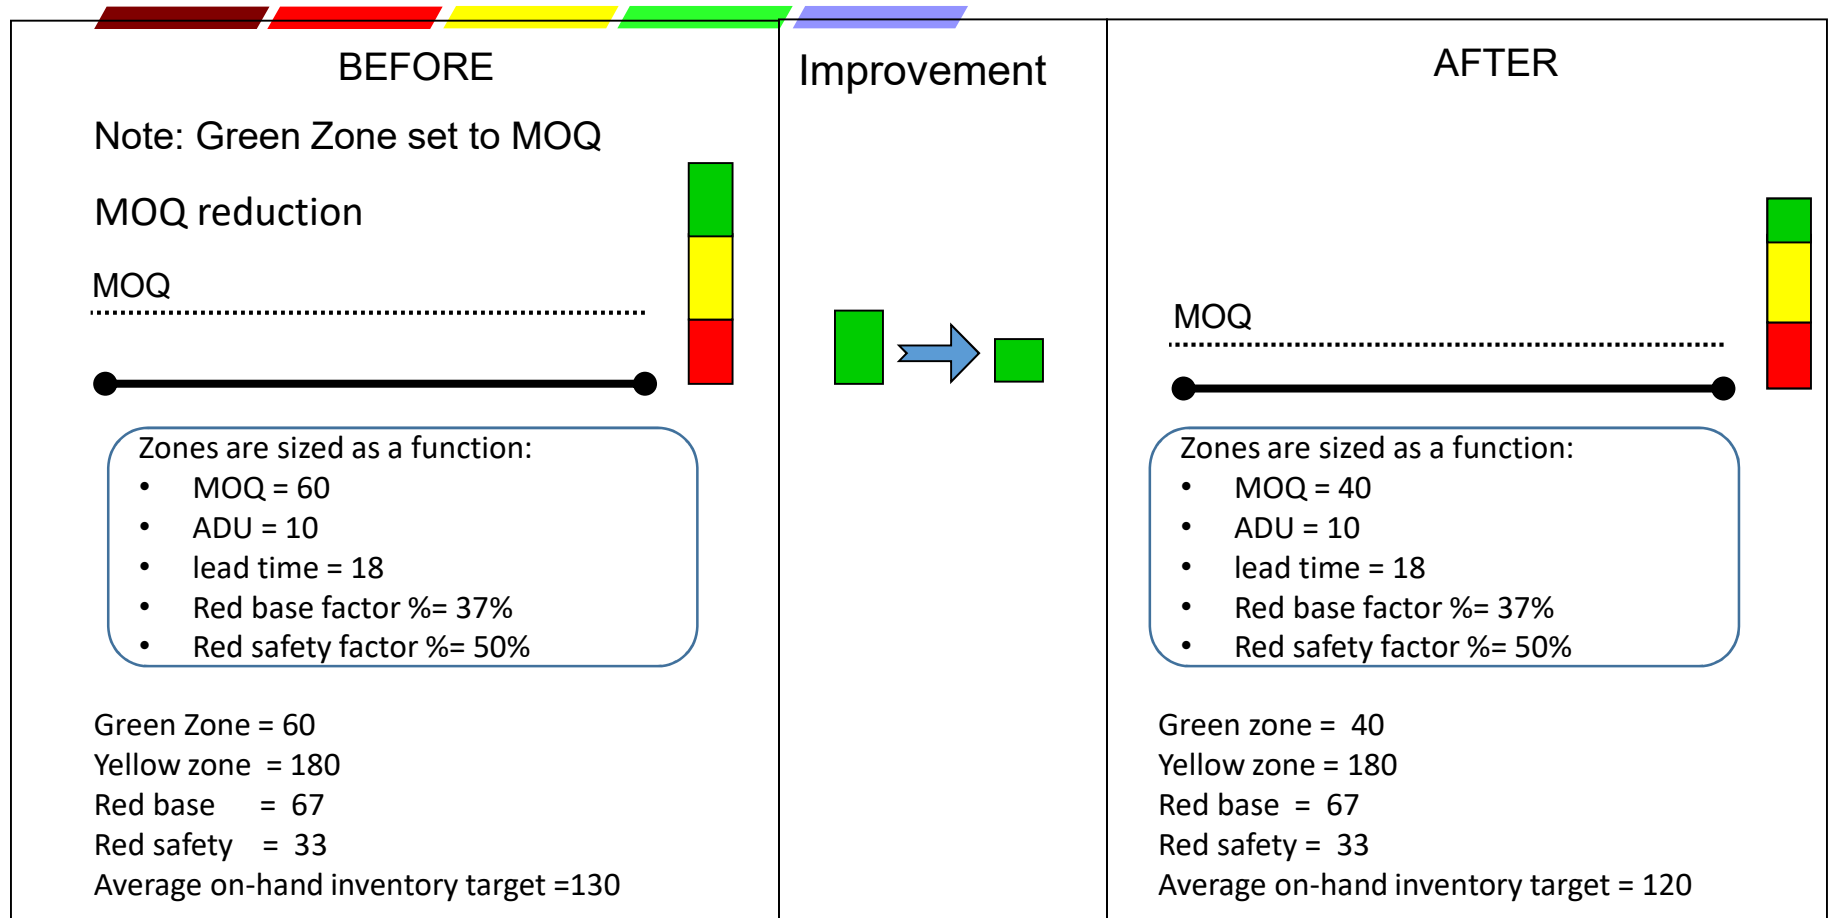 BEFORE
Note: Green Zone set to MOQ
MOQ reduction
MOQ
Zones are sized as a function:
• MOQ = 60
• ADU = 10
• lead time = 18
• Red base factor %= 37%
• Red safety factor %= 50%
Green Zone = 60
Yellow zone = 180
Red base = 67
Red safety = 33
Average on-hand inventory target =130
Improvement
AFTER
MOQ
Zones are sized as a function:
• MOQ = 40
• ADU = 10
• lead time = 18
• Red base factor %= 37%
• Red safety factor %= 50%
Green zone = 40
Yellow zone = 180
Red base = 67
Red safety = 33
Average on-hand inventory target = 120